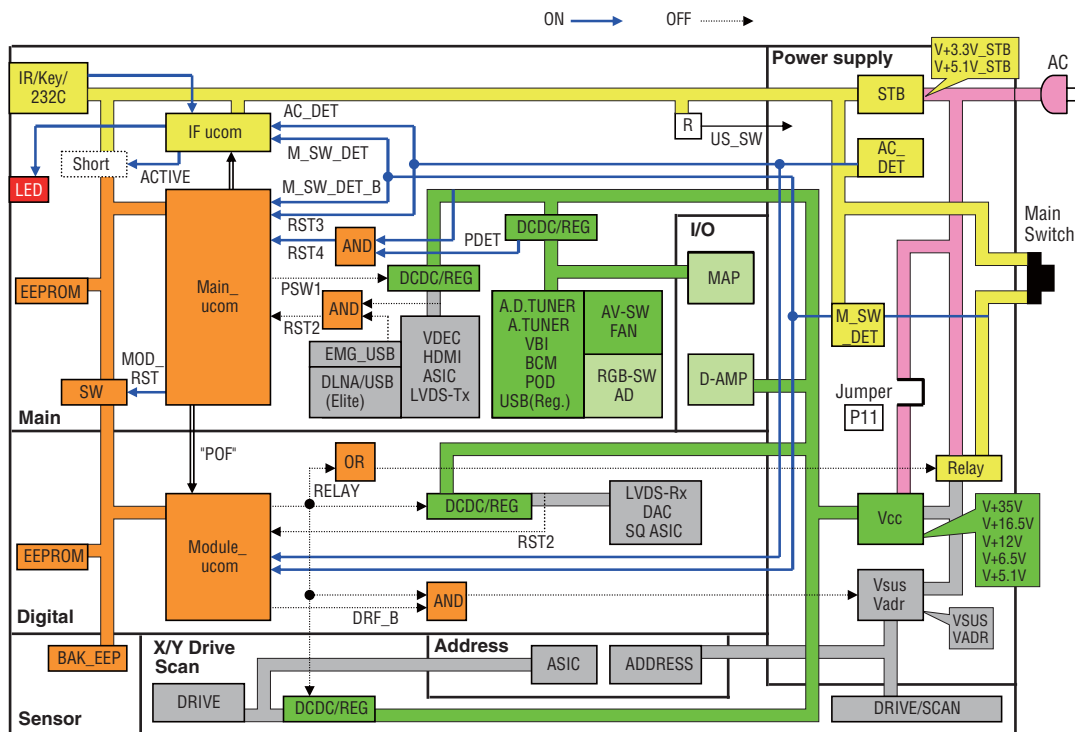 ON
OFF
Power supply
V+3.3V_STB
V+5.1V_STB
AC
IR/Key/
232C
STB
IF ucom
AC_DET
R
US_SW
AC_
DET
Short
ACTIVE
M_SW_DET
LED
M_SW_DET_B
RST3
RST4
AND
PDET
DCDC/REG
I/O
Main
Switch
Main_
ucom
DCDC/REG
MAP
EEPROM
PSW1
AND
RST2
A.D.TUNER
A.TUNER
VBI
BCM
POD
USB(Reg.)
AV-SW
FAN
M_SW
_DET
VDEC
HDMI
ASIC
LVDS-Tx
EMG_USB
DLNA/USB
(Elite)
RGB-SW
AD
D-AMP
MOD_
RST
SW
Jumper
P11
Main
"POF"
OR
RELAY
Relay
DCDC/REG
LVDS-Rx
DAC
SQ ASIC
Vcc
V+35V
V+16.5V
V+12V
V+6.5V
V+5.1V
RST2
EEPROM
Module_
ucom
AND
DRF_B
Vsus
Vadr
VSUS
VADR
Digital
BAK_EEP
X/Y Drive
Scan
Address
ASIC
ADDRESS
DRIVE
DCDC/REG
DRIVE/SCAN
Sensor